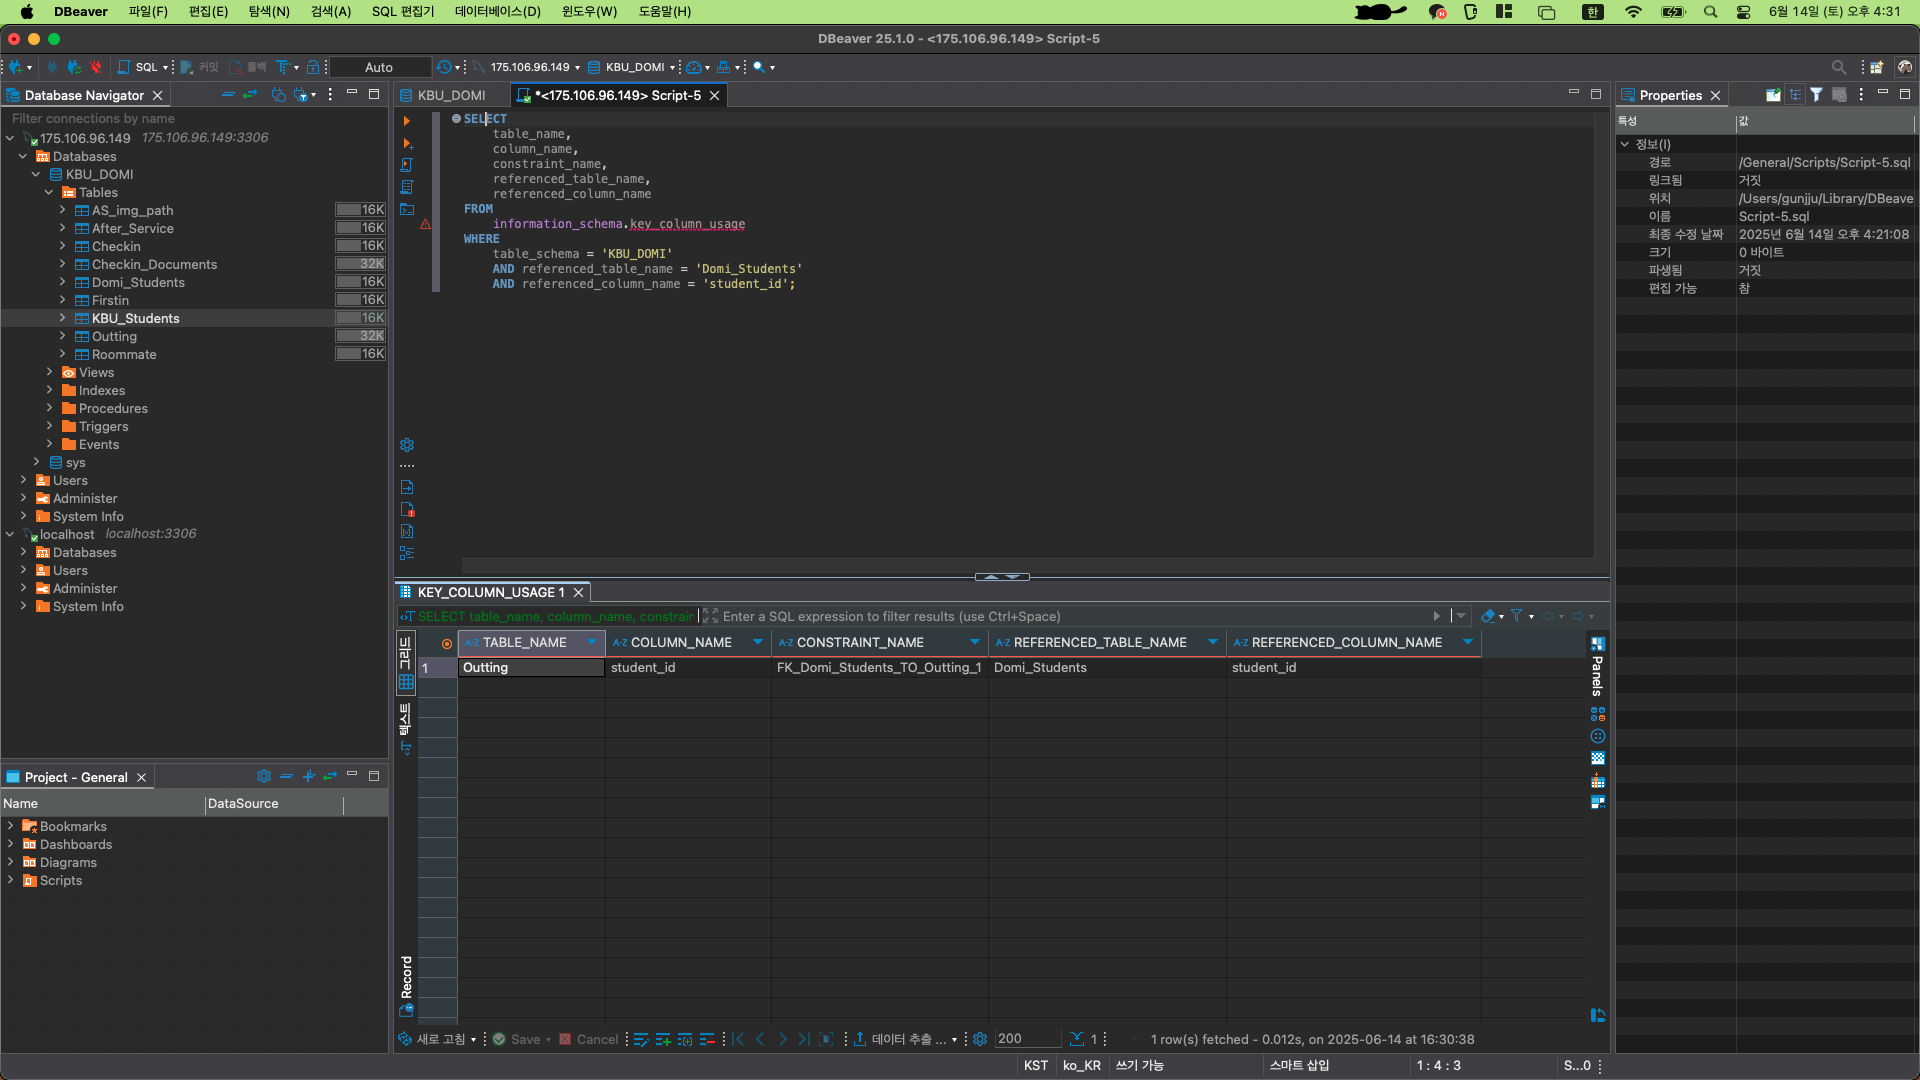 DBeaver 파일(F) 편집(E) 탐색(N) 검색(A) SQL 편집기 데이터베이스(D) 윈도우(W) 도움말(H) 한 6월 14일 (토) 오후 4:31
DBeaver 25.1.0 - <175.106.96.149> Script-5
SQL 커밋 롤백 Auto 175.106.96.149 KBU_DOMI
Database Navigator
Filter connections by name
175.106.96.149 175.106.96.149:3306
Databases
KBU_DOMI
Tables
AS_img_path 16K
After_Service 16K
Checkin 16K
Checkin_Documents 32K
Domi_Students 16K
Firstin 16K
KBU_Students 16K
Outting 32K
Roommate 16K
Views
Indexes
Procedures
Triggers
Events
sys
Users
Administer
System Info
localhost localhost:3306
Databases
Users
Administer
System Info
Project - General
Name DataSource
Bookmarks
Dashboards
Diagrams
Scripts
KBU_DOMI *<175.106.96.149> Script-5
SELECT
table_name,
column_name,
constraint_name,
referenced_table_name,
referenced_column_name
FROM
information_schema.key_column_usage
WHERE
table_schema = 'KBU_DOMI'
AND referenced_table_name = 'Domi_Students'
AND referenced_column_name = 'student_id';
KEY_COLUMN_USAGE 1
SELECT table_name, column_name, constrain Enter a SQL expression to filter results (use Ctrl+Space)
그리드
텍스트
Record
A-Z TABLE_NAME A-Z COLUMN_NAME A-Z CONSTRAINT_NAME A-Z REFERENCED_TABLE_NAME A-Z REFERENCED_COLUMN_NAME
1 Outting student_id FK_Domi_Students_TO_Outting_1 Domi_Students student_id
Panels
새로 고침 Save Cancel 데이터 추출 ... 200 1 1 row(s) fetched - 0.012s, on 2025-06-14 at 16:30:38
Properties
특성 값
정보(I)
경로 /General/Scripts/Script-5.sql
링크됨 거짓
위치 /Users/gunjju/Library/DBeave
이름 Script-5.sql
최종 수정 날짜 2025년 6월 14일 오후 4:21:08
크기 0 바이트
파생됨 거짓
편집 가능 참
KST ko_KR 쓰기 가능 스마트 삽입 1 : 4 : 3 S...0